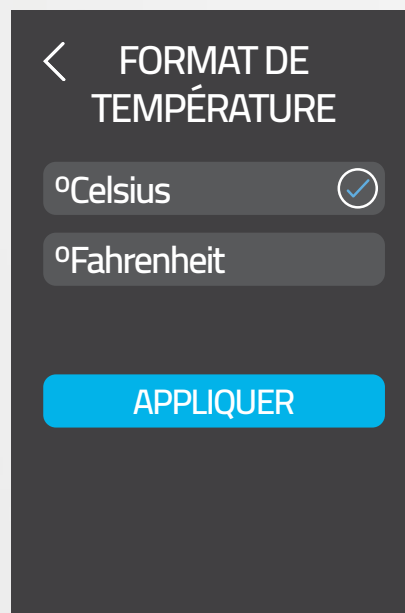 FORMAT DE
TEMPÉRATURE
ºCelsius
ºFahrenheit
APPLIQUER